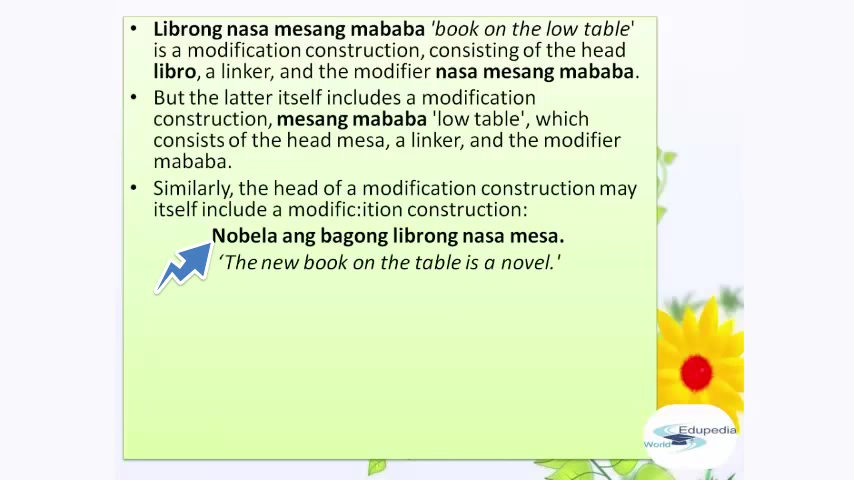 • Librong nasa mesang mababa 'book on the low table'
is a modification construction, consisting of the head
libro, a linker, and the modifier nasa mesang mababa.
• But the latter itself includes a modification
construction, mesang mababa 'low table', which
consists of the head mesa, a linker, and the modifier
mababa.
• Similarly, the head of a modification construction may
itself include a modific:ition construction:
Nobela ang bagong librong nasa mesa.
‘The new book on the table is a novel.'
Edupedia
World